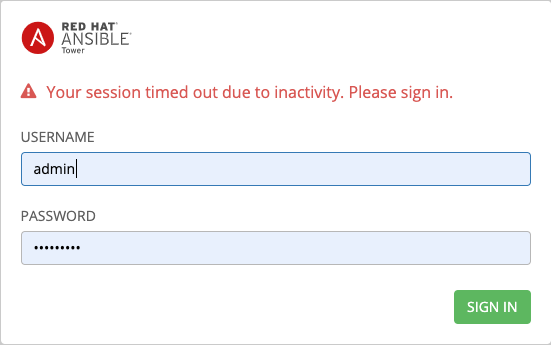 RED HAT®
ANSIBLE®
Tower
Your session timed out due to inactivity. Please sign in.
USERNAME
admin
PASSWORD
•••••••••
SIGN IN